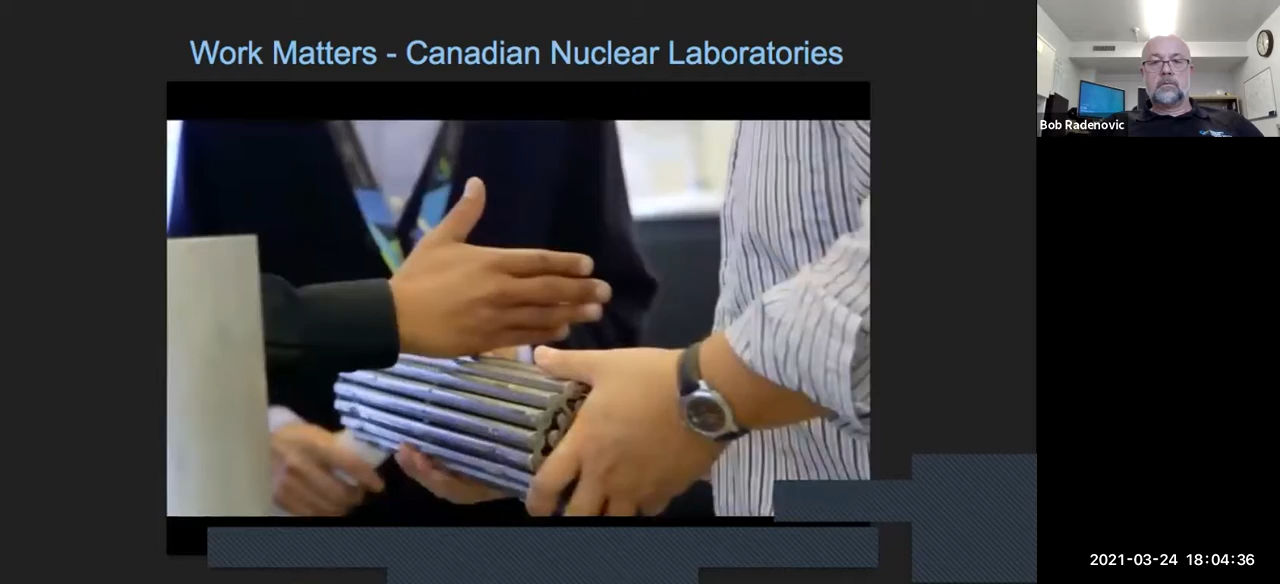 Work Matters - Canadian Nuclear Laboratories
Bob Radenovic
2021-03-24 18:04:36